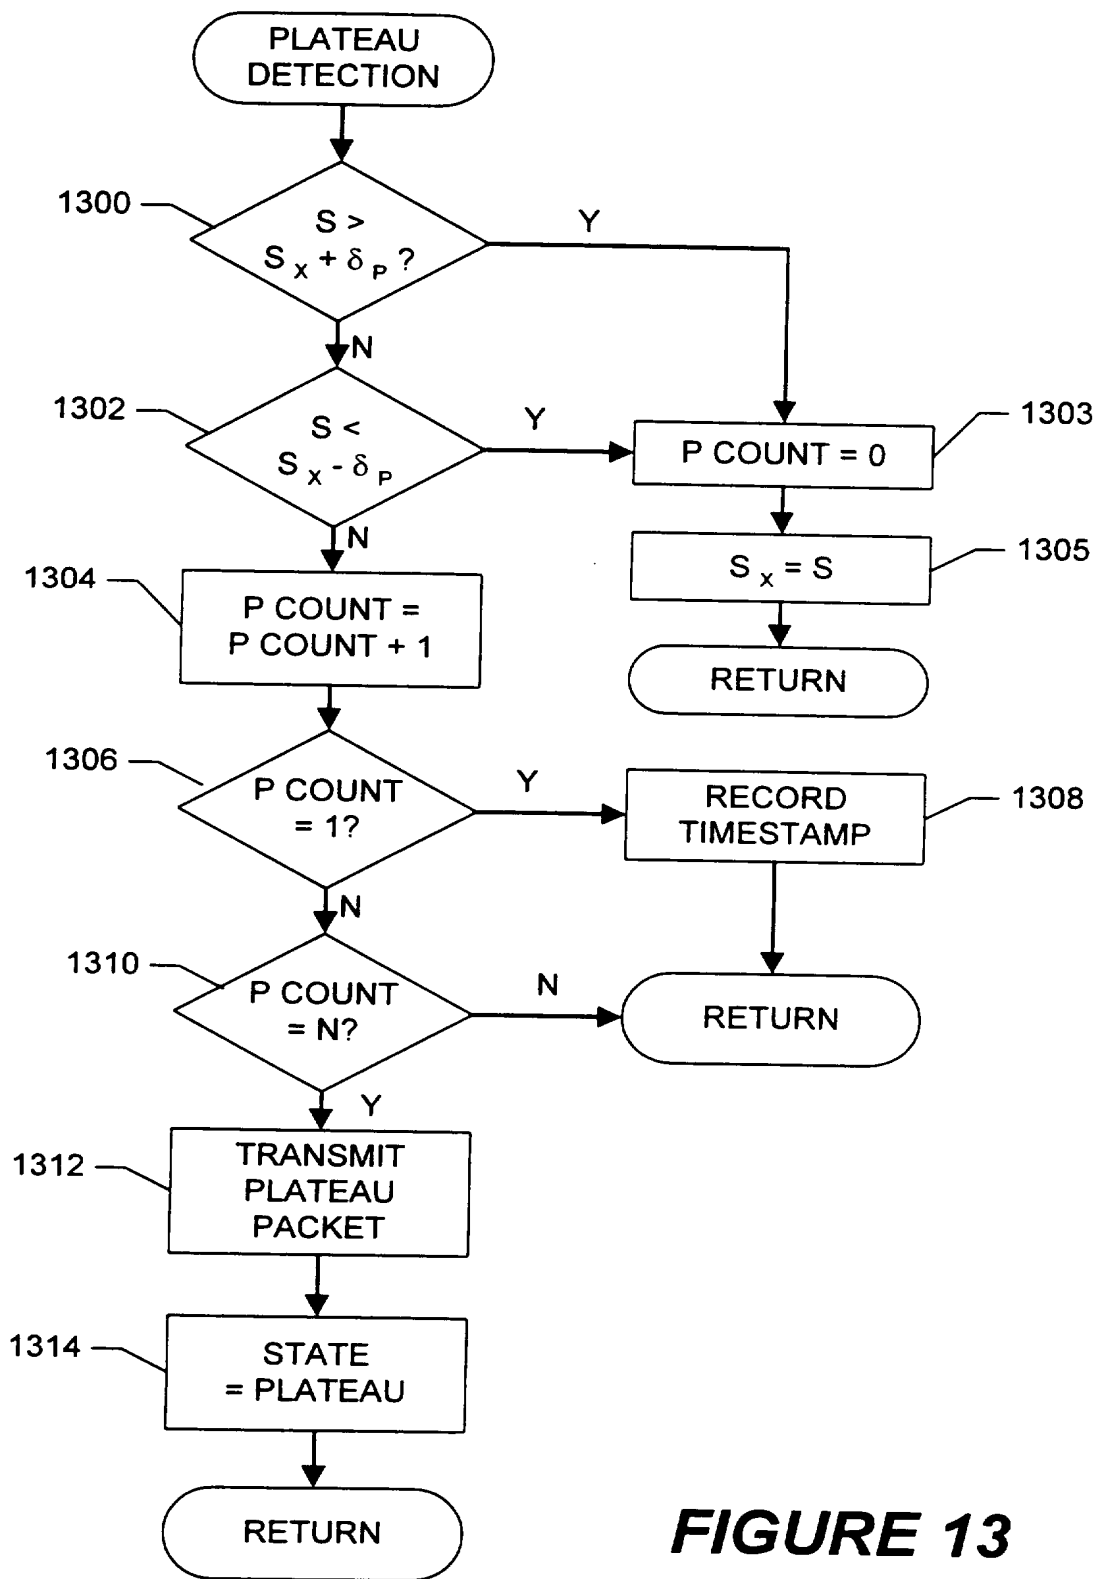 PLATEAU
DETECTION
1300
S >
S X + δ P ?
Y
N
1302
S <
S X - δ P
Y
P COUNT = 0
1303
N
S X = S
1305
1304
P COUNT =
P COUNT + 1
RETURN
1306
P COUNT
= 1?
Y
RECORD
TIMESTAMP
1308
N
1310
P COUNT
= N?
N
RETURN
Y
1312
TRANSMIT
PLATEAU
PACKET
1314
STATE
= PLATEAU
RETURN
FIGURE 13